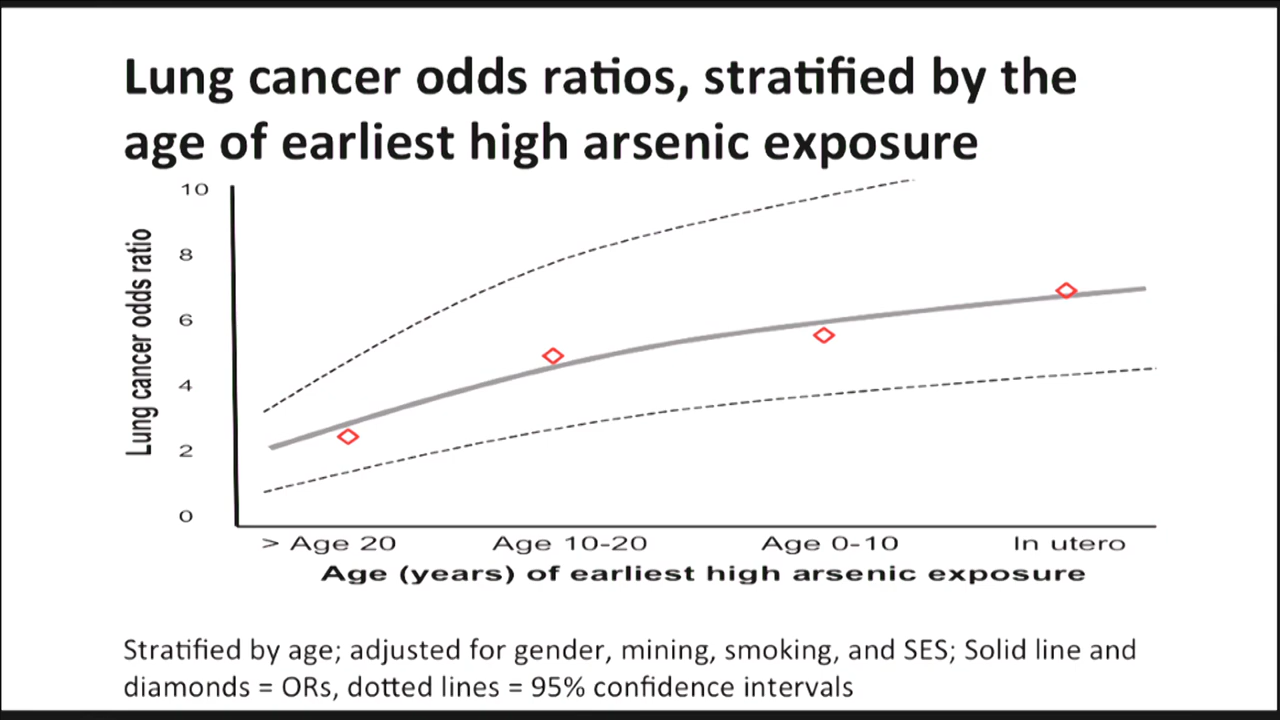 Lung cancer odds ratios, stratified by the
age of earliest high arsenic exposure
10
8
6
4
2
0
Lung cancer odds ratio
> Age 20 Age 10-20 Age 0-10 In utero
Age (years) of earliest high arsenic exposure
Stratified by age; adjusted for gender, mining, smoking, and SES; Solid line and
diamonds = ORs, dotted lines = 95% confidence intervals